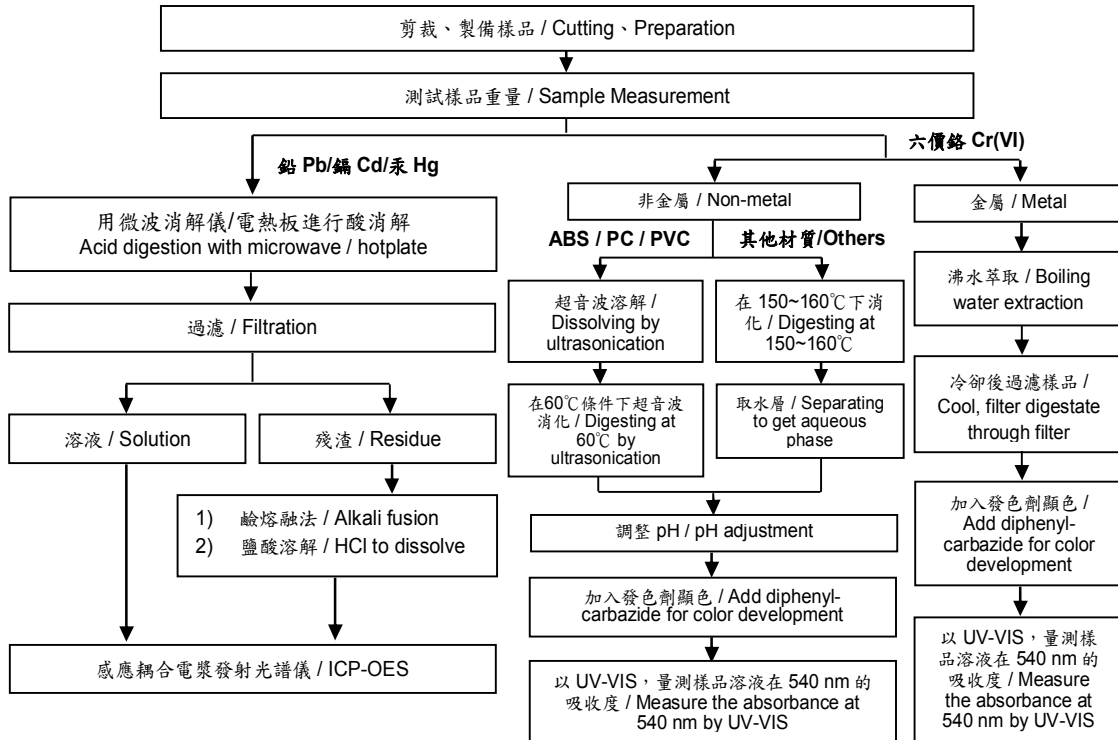 剪裁、製備樣品 / Cutting、Preparation
測試樣品重量 / Sample Measurement
鉛 Pb/鎘 Cd/汞 Hg
六價鉻 Cr(VI)
用微波消解儀/電熱板進行酸消解
Acid digestion with microwave / hotplate
過濾 / Filtration
溶液 / Solution
殘渣 / Residue
1) 鹼熔融法 / Alkali fusion
2) 鹽酸溶解 / HCl to dissolve
感應耦合電漿發射光譜儀 / ICP-OES
非金屬 / Non-metal
ABS / PC / PVC
其他材質/Others
超音波溶解 /
Dissolving by
ultrasonication
在60℃條件下超音波
消化 / Digesting at
60℃ by
ultrasonication
在 150~160℃下消
化 / Digesting at
150~160℃
取水層 / Separating
to get aqueous
phase
調整 pH / pH adjustment
加入發色劑顯色 / Add diphenyl-
carbazide for color development
以 UV-VIS，量測樣品溶液在 540 nm 的
吸收度 / Measure the absorbance at
540 nm by UV-VIS
金屬 / Metal
沸水萃取 / Boiling
water extraction
冷卻後過濾樣品 /
Cool, filter digestate
through filter
加入發色劑顯色 /
Add diphenyl-
carbazide for color
development
以 UV-VIS，量測樣
品溶液在 540 nm 的
吸收度 / Measure
the absorbance at
540 nm by UV-VIS